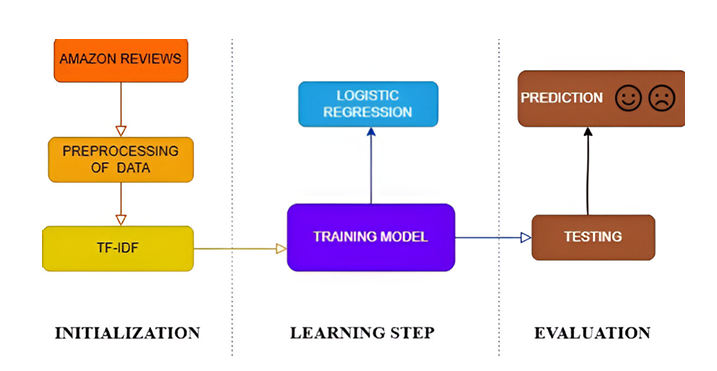 AMAZON REVIEWS
PREPROCESSING
OF DATA
TF-IDF
LOGISTIC
REGRESSION
TRAINING MODEL
PREDICTION
TESTING
INITIALIZATION
LEARNING STEP
EVALUATION